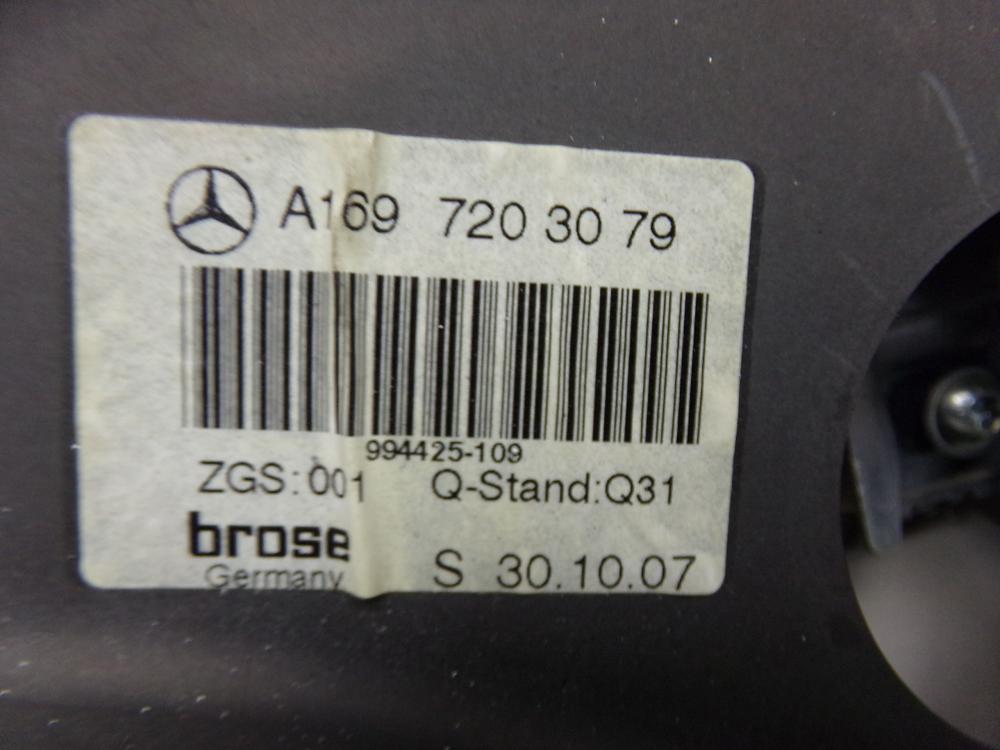 A169 720 30 79
994425-109
ZGS:001 Q-Stand:Q31
brose
Germany
S 30.10.07